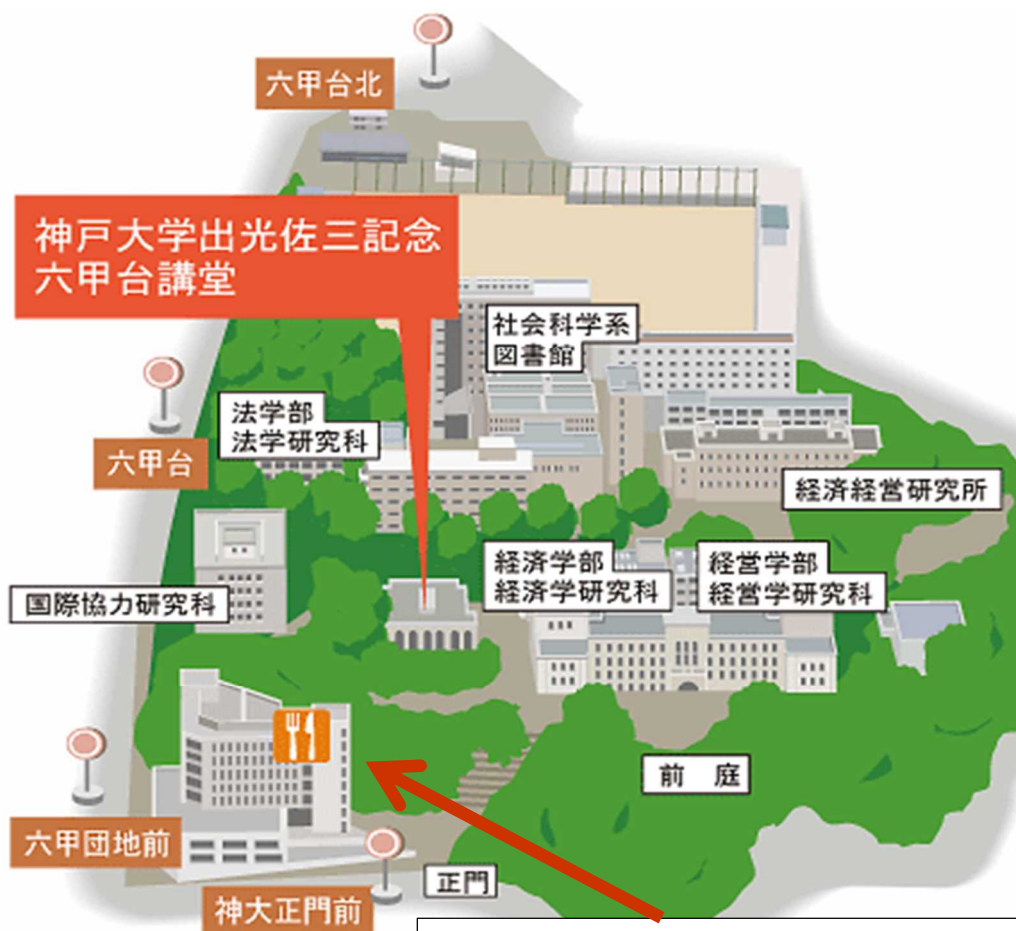 六甲台北
神戸大学出光佐三記念
六甲台講堂
社会科学系
図書館
法学部
法学研究科
六甲台
経済経営研究所
経済学部
経済学研究科
経営学部
経営学研究科
国際協力研究科
前 庭
六甲団地前
正門
神大正門前